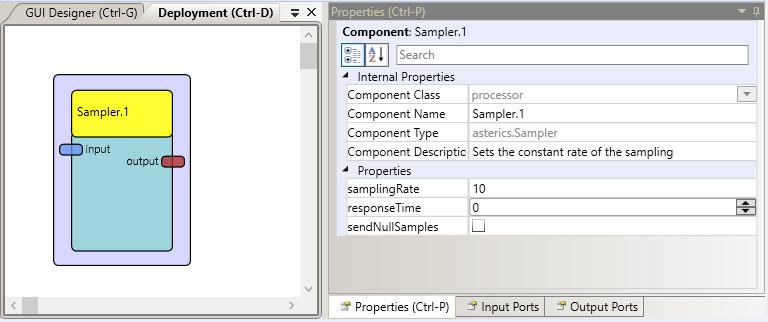 GUI Designer (Ctrl-G) Deployment (Ctrl-D)
Sampler.1
input
output
Properties (Ctrl-P)
Component: Sampler.1
Search
Internal Properties
Component Class processor
Component Name Sampler.1
Component Type asterics.Sampler
Component Descriptio Sets the constant rate of the sampling
Properties
samplingRate 10
responseTime 0
sendNullSamples
Properties (Ctrl-P) Input Ports Output Ports